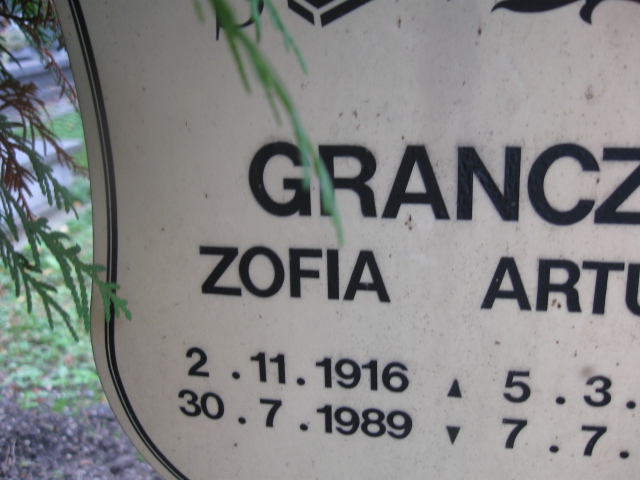 GRANCZ
ZOFIA ARTU
2.11.1916 ▲ 5.3.
30.7.1989 ▼ 7.7.